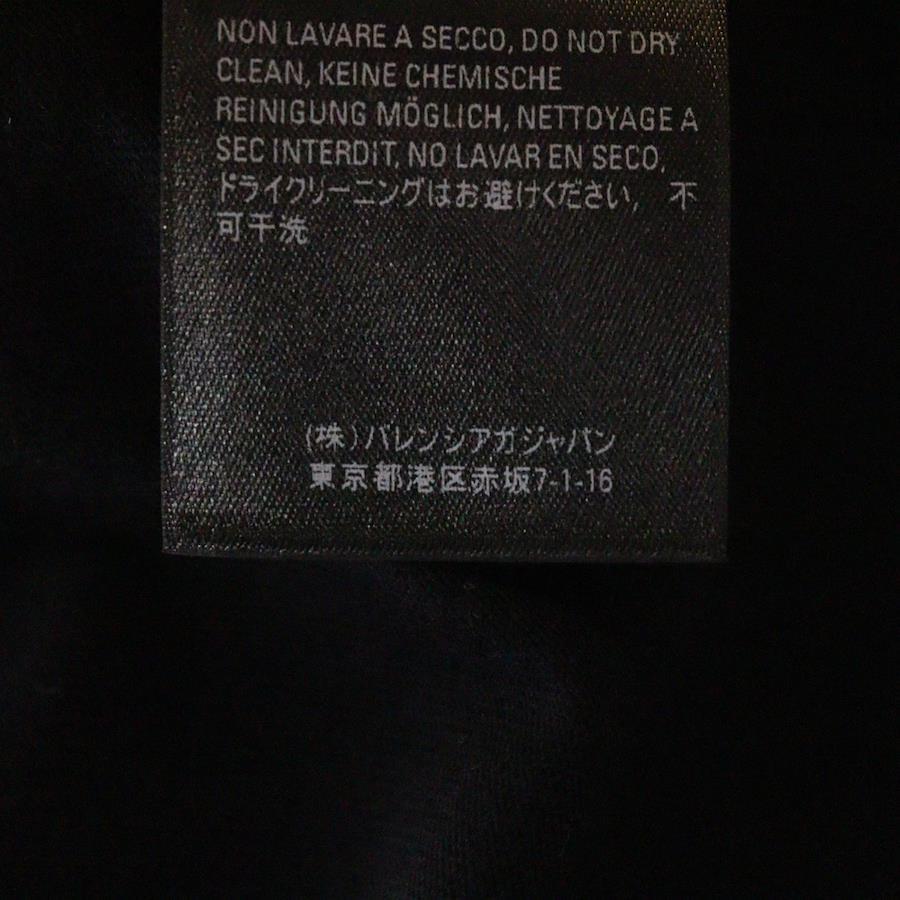 NON LAVARE A SECCO, DO NOT DRY
CLEAN, KEINE CHEMISCHE
REINIGUNG MÖGLICH, NETTOYAGE A
SEC INTERDIT, NO LAVAR EN SECO,
ドライクリーニングはお避けください, 不
可干洗
(株)バレンシアガジャパン
東京都港区赤坂7-1-16